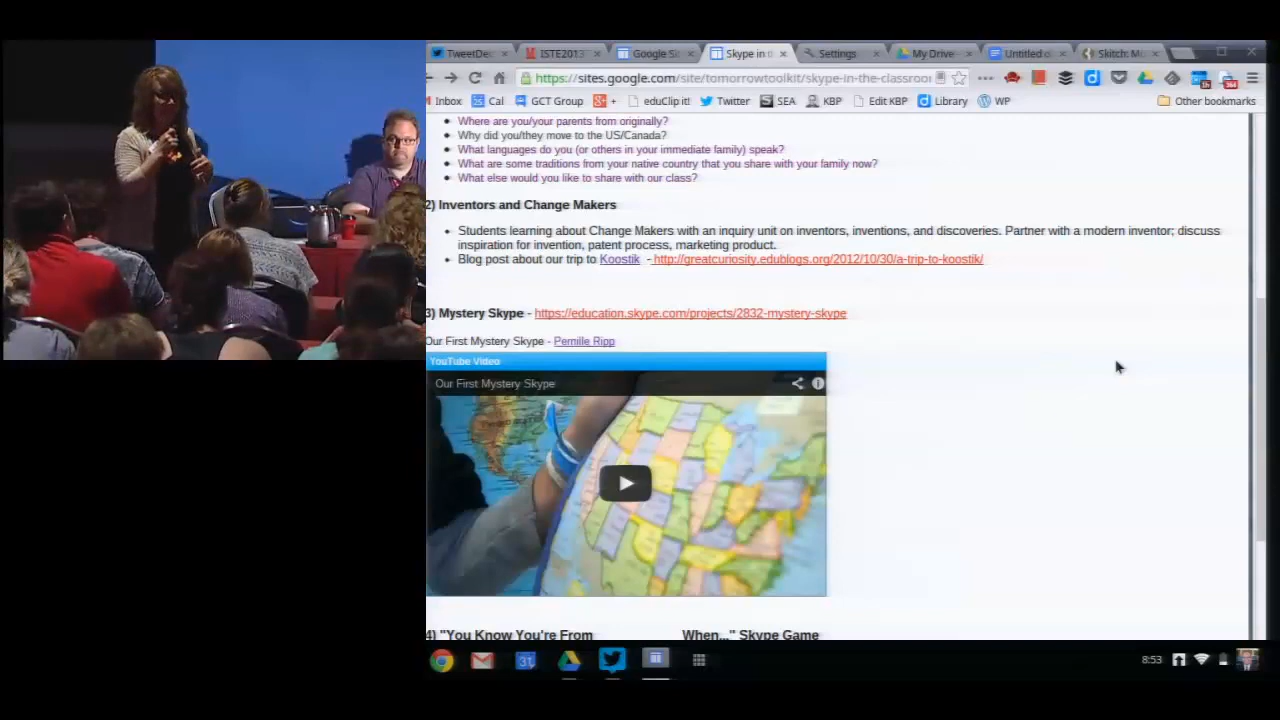 TweetDec
ISTE2013
Google Si
Skype in t
Settings
My Drive
Untitled
Skitch: M
https://sites.google.com/site/tomorrowtoolkit/skype-in-the-classroor
Inbox
Cal
GCT Group
+
eduClip it!
Twitter
SEA
KBP
Edit KBP
Library
WP
Other bookmarks
Where are you/your parents from originally?
Why did you/they move to the US/Canada?
What languages do you (or others in your immediate family) speak?
What are some traditions from your native country that you share with your family now?
What else would you like to share with our class?
2) Inventors and Change Makers
Students learning about Change Makers with an inquiry unit on inventors, inventions, and discoveries. Partner with a modern inventor; discuss
inspiration for invention, patent process, marketing product.
Blog post about our trip to Koostik - http://greatcuriosity.edublogs.org/2012/10/30/a-trip-to-koostik/
3) Mystery Skype - https://education.skype.com/projects/2832-mystery-skype
Our First Mystery Skype - Pernille Ripp
YouTube Video
Our First Mystery Skype
4) "You Know You're From When..." Skype Game
31
8:53